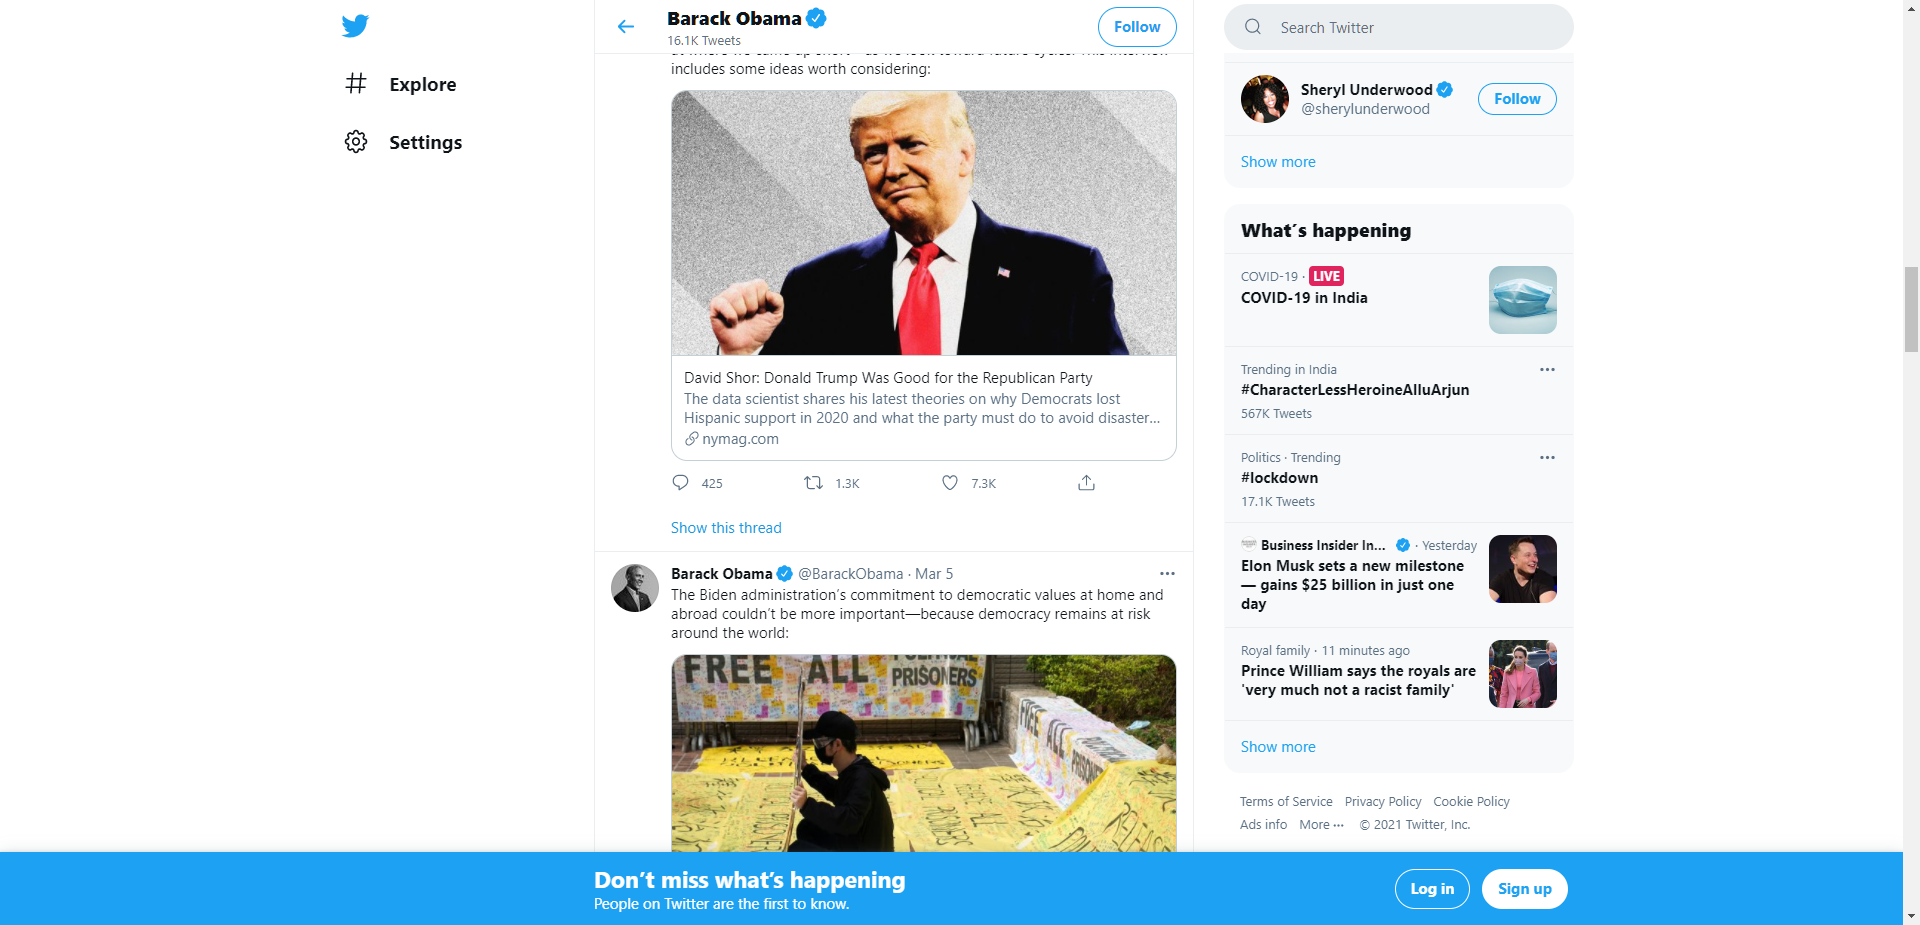 Explore
Settings
Barack Obama
16.1K Tweets
Follow
includes some ideas worth considering:
David Shor: Donald Trump Was Good for the Republican Party
The data scientist shares his latest theories on why Democrats lost
Hispanic support in 2020 and what the party must do to avoid disaster...
nymag.com
425
1.3K
7.3K
Show this thread
Barack Obama @BarackObama · Mar 5
The Biden administration's commitment to democratic values at home and
abroad couldn't be more important—because democracy remains at risk
around the world:
FREE ALL POLITICAL
PRISONERS
FREE ALL
POLITICAL
PRISONERS
Search Twitter
Sheryl Underwood
@sherylunderwood
Follow
Show more
What's happening
COVID-19 · LIVE
COVID-19 in India
Trending in India
#CharacterLessHeroineAlluArjun
567K Tweets
Politics · Trending
#lockdown
17.1K Tweets
Business Insider In... · Yesterday
Elon Musk sets a new milestone
— gains $25 billion in just one
day
Royal family · 11 minutes ago
Prince William says the royals are
'very much not a racist family'
Show more
Terms of Service Privacy Policy Cookie Policy
Ads info More ··· © 2021 Twitter, Inc.
Don't miss what's happening
People on Twitter are the first to know.
Log in
Sign up